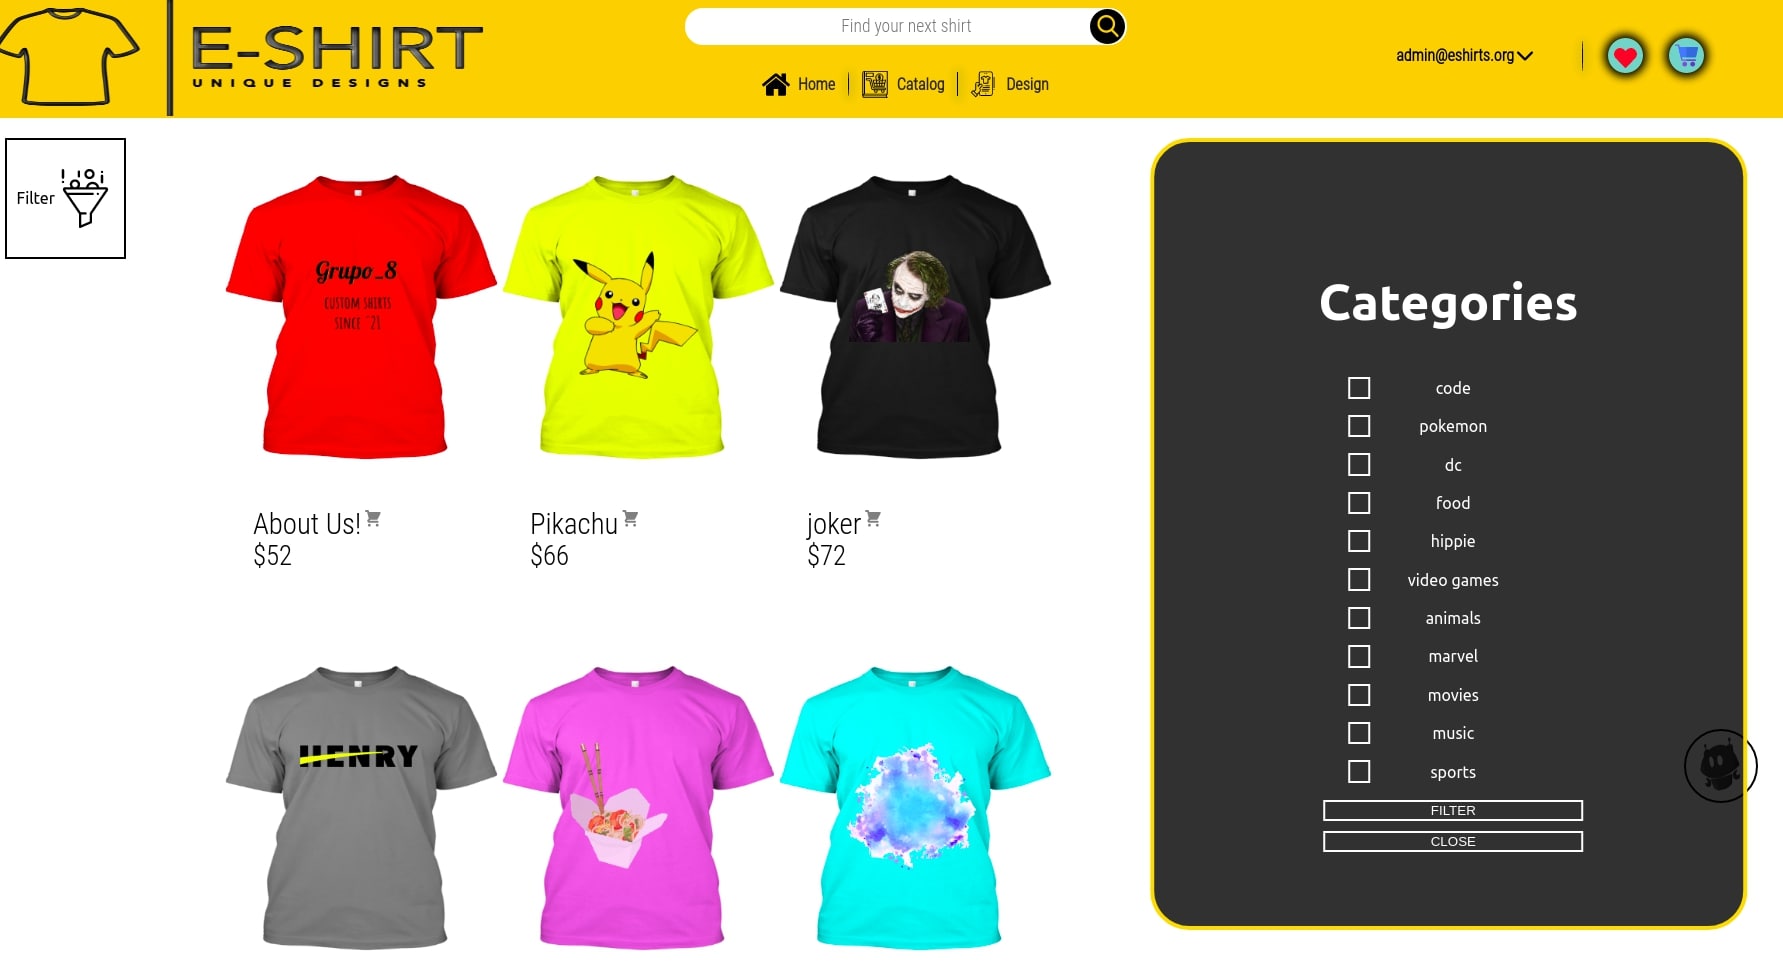 E-SHIRT
UNIQUE DESIGNS
Find your next shirt
Home
Catalog
Design
admin@eshirts.org
Filter
Grupo_8
CUSTOM SHIRTS
SINCE ´21
About Us!
$52
Pikachu
$66
joker
$72
HENRY
Categories
code
pokemon
dc
food
hippie
video games
animals
marvel
movies
music
sports
FILTER
CLOSE